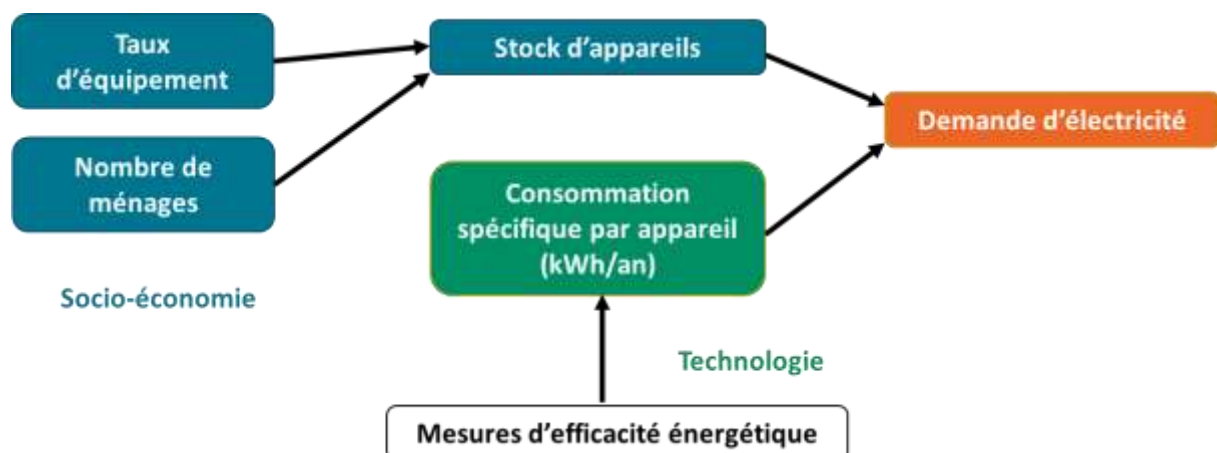 Taux
d'équipement
Stock d'appareils
Demande d'électricité
Nombre de
ménages
Consommation
spécifique par appareil
(kWh/an)
Socio-économie
Technologie
Mesures d'efficacité énergétique